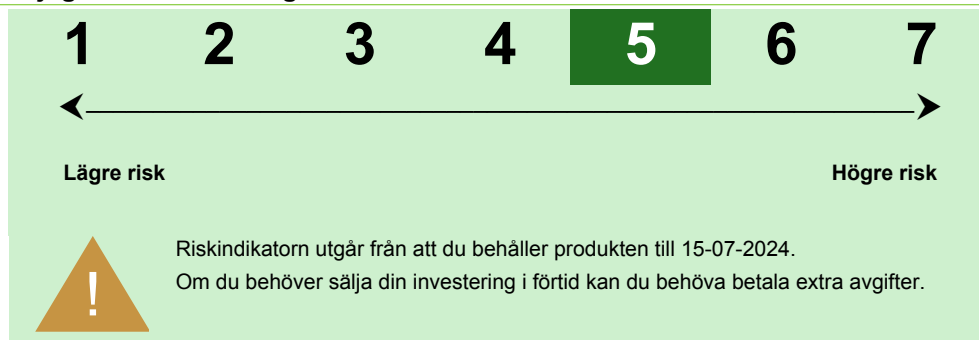 1 2 3 4 5 6 7
Lägre risk Högre risk
!
Riskindikatorn utgår från att du behåller produkten till 15-07-2024.
Om du behöver sälja din investering i förtid kan du behöva betala extra avgifter.